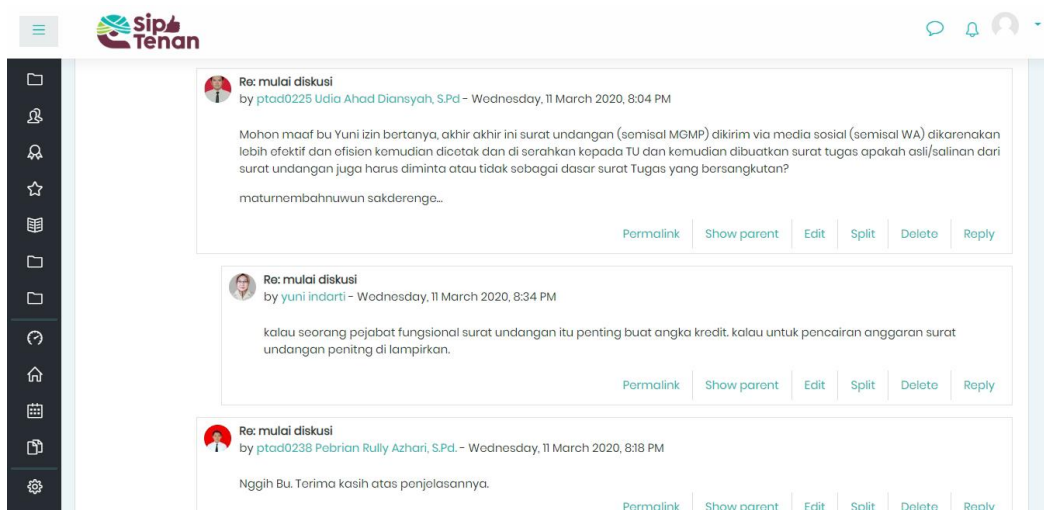 Sip
Tenan
Re: mulai diskusi
by ptad0225 Udia Ahad Diansyah, S.Pd - Wednesday, 11 March 2020, 8:04 PM
Mohon maaf bu Yuni izin bertanya, akhir akhir ini surat undangan (semisal MGMP) dikirim via media sosial (semisal WA) dikarenakan
lebih efektif dan efisien kemudian dicetak dan di serahkan kepada TU dan kemudian dibuatkan surat tugas apakah asli/salinan dari
surat undangan juga harus diminta atau tidak sebagai dasar surat Tugas yang bersangkutan?
maturnembahnuwun sakderenge...
Permalink Show parent Edit Split Delete Reply
Re: mulai diskusi
by yuni indarti - Wednesday, 11 March 2020, 8:34 PM
kalau seorang pejabat fungsional surat undangan itu penting buat angka kredit. kalau untuk pencairan anggaran surat
undangan penitng di lampirkan.
Permalink Show parent Edit Split Delete Reply
Re: mulai diskusi
by ptad0238 Pebrian Rully Azhari, S.Pd. - Wednesday, 11 March 2020, 8:18 PM
Nggih Bu. Terima kasih atas penjelasannya.
Permalink Show parent Edit Split Delete Reply